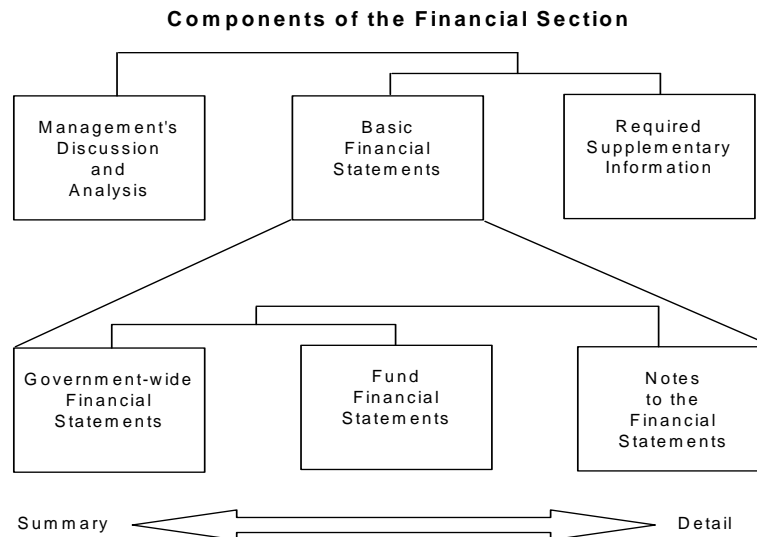 Components of the Financial Section
Management's
Discussion
and
Analysis
Basic
Financial
Statements
Required
Supplementary
Information
Government-wide
Financial
Statements
Fund
Financial
Statements
Notes
to the
Financial
Statements
Summary
Detail